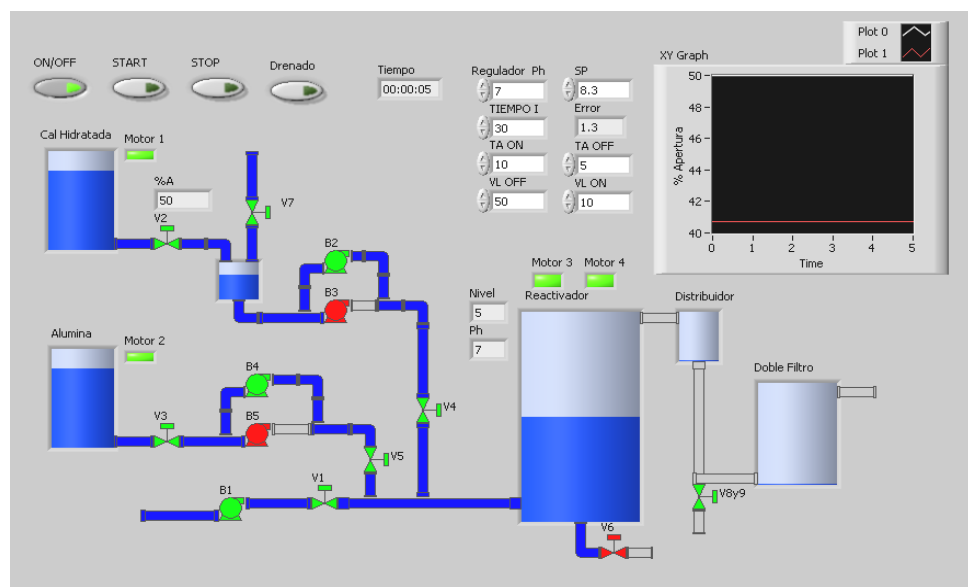 ON/OFF
START
STOP
Drenado
Tiempo
00:00:05
Regulador Ph
7
SP
8.3
TIEMPO I
30
Error
1.3
TA ON
10
TA OFF
5
VL OFF
50
VL ON
10
Plot 0
Plot 1
XY Graph
50
48
46
44
42
40
% Apertura
0
1
2
3
4
5
Time
Cal Hidratada
Motor 1
%A
50
V2
V7
B2
B3
Motor 3
Motor 4
Nivel
5
Ph
7
Reactivador
Distribuidor
Doble Filtro
Alumina
Motor 2
B4
B5
V3
V4
V5
V1
B1
V6
V8y9